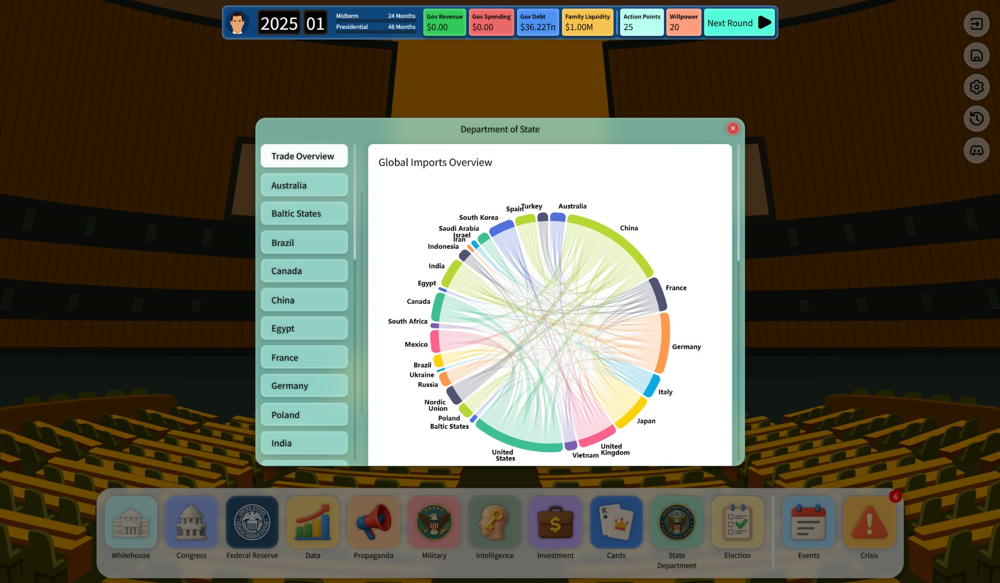 2025 01
Midterm 24 Months
Presidential 48 Months
Gov Revenue
$0.00
Gov Spending
$0.00
Gov Debt
$36.22Tn
Family Liquidity
$1.00M
Action Points
25
Willpower
20
Next Round
Department of State
Trade Overview
Australia
Baltic States
Brazil
Canada
China
Egypt
France
Germany
Poland
India
Global Imports Overview
Turkey
Australia
Spain
South Korea
China
Saudi Arabia
Israel
Iran
Indonesia
India
Egypt
France
Canada
South Africa
Mexico
Germany
Brazil
Ukraine
Russia
Italy
Nordic
Union
Poland
Baltic States
Japan
United
States
Vietnam
United
Kingdom
Whitehouse
Congress
Federal Reserve
Data
Propaganda
Military
Intelligence
Investment
Cards
State
Department
Election
Events
Crisis
6
K
$
UNITED STATES
FEDERAL RESERVE SYSTEM